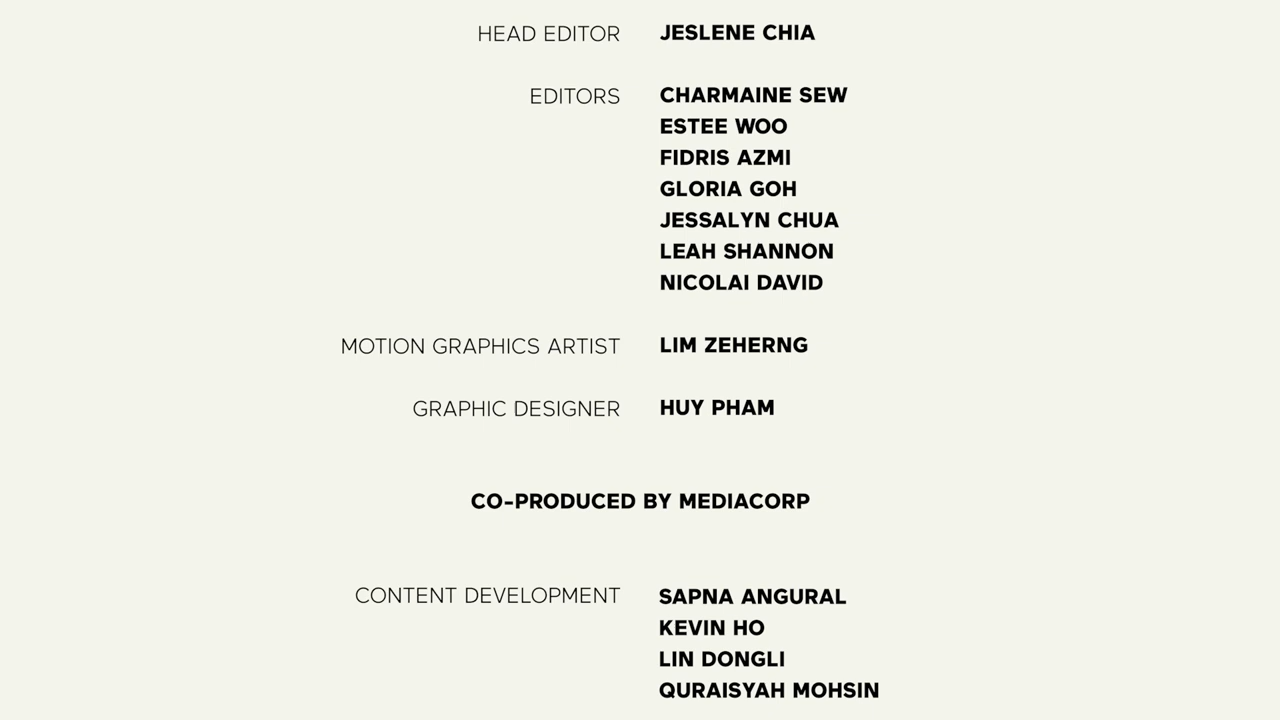 HEAD EDITOR JESLENE CHIA
EDITORS CHARMAINE SEW
ESTEE WOO
FIDRIS AZMI
GLORIA GOH
JESSALYN CHUA
LEAH SHANNON
NICOLAI DAVID
MOTION GRAPHICS ARTIST LIM ZEHERNG
GRAPHIC DESIGNER HUY PHAM
CO-PRODUCED BY MEDIACORP
CONTENT DEVELOPMENT SAPNA ANGURAL
KEVIN HO
LIN DONGLI
QURAISYAH MOHSIN